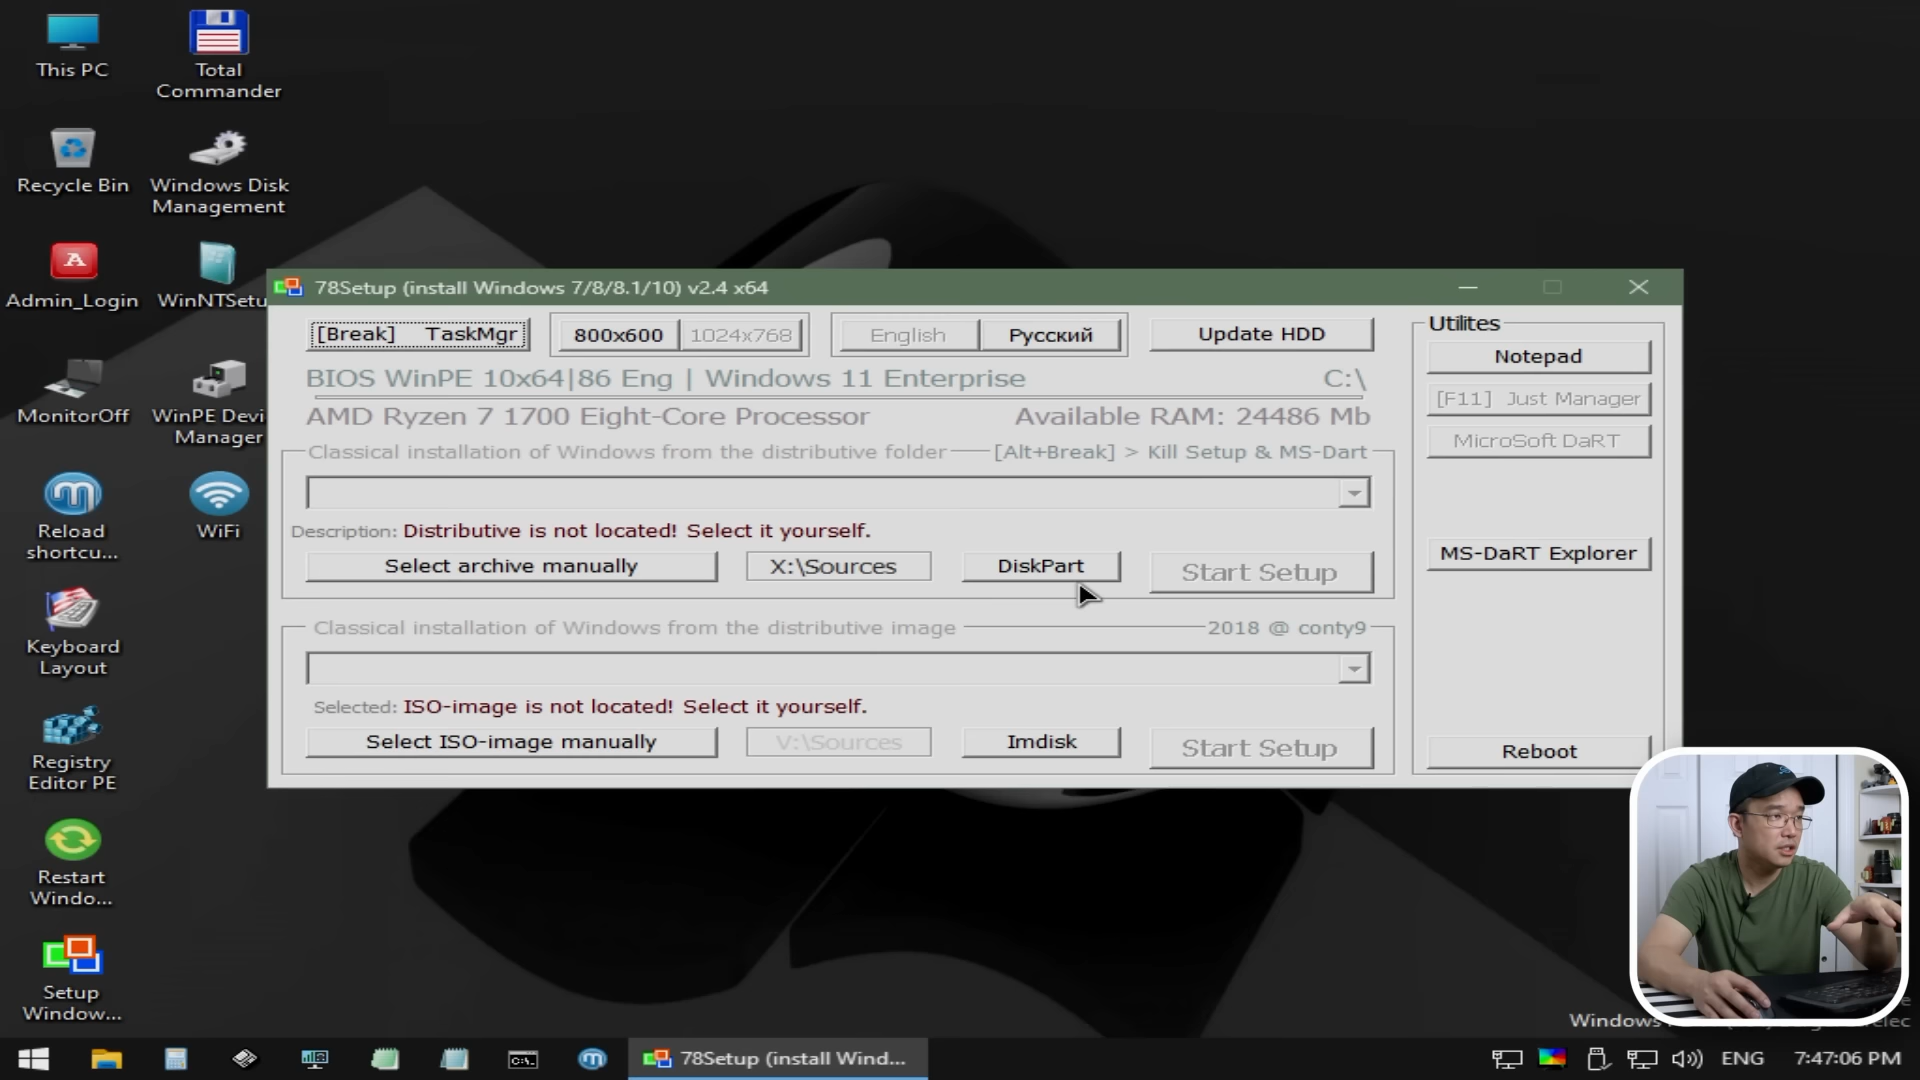 This PC
Total
Commander
Recycle Bin
Windows Disk
Management
Admin_Login
WinNTSetu
MonitorOff
WinPE Devi
Manager
Reload
shortcu...
WiFi
Keyboard
Layout
Registry
Editor PE
Restart
Windo...
Setup
Window...
78Setup (install Windows 7/8/8.1/10) v2.4 x64
[Break] TaskMgr
800x600
1024x768
English
Русский
Update HDD
BIOS WinPE 10x64|86 Eng | Windows 11 Enterprise
C:\
AMD Ryzen 7 1700 Eight-Core Processor
Available RAM: 24486 Mb
Classical installation of Windows from the distributive folder
[Alt+Break] > Kill Setup & MS-Dart
Description: Distributive is not located! Select it yourself.
Select archive manually
X:\Sources
DiskPart
Start Setup
Classical installation of Windows from the distributive image
2018 @ conty9
Selected: ISO-image is not located! Select it yourself.
Select ISO-image manually
V:\Sources
Imdisk
Start Setup
Utilites
Notepad
[F11] Just Manager
MicroSoft DaRT
MS-DaRT Explorer
Reboot
Windows
78Setup (install Wind...
ENG
7:47:06 PM